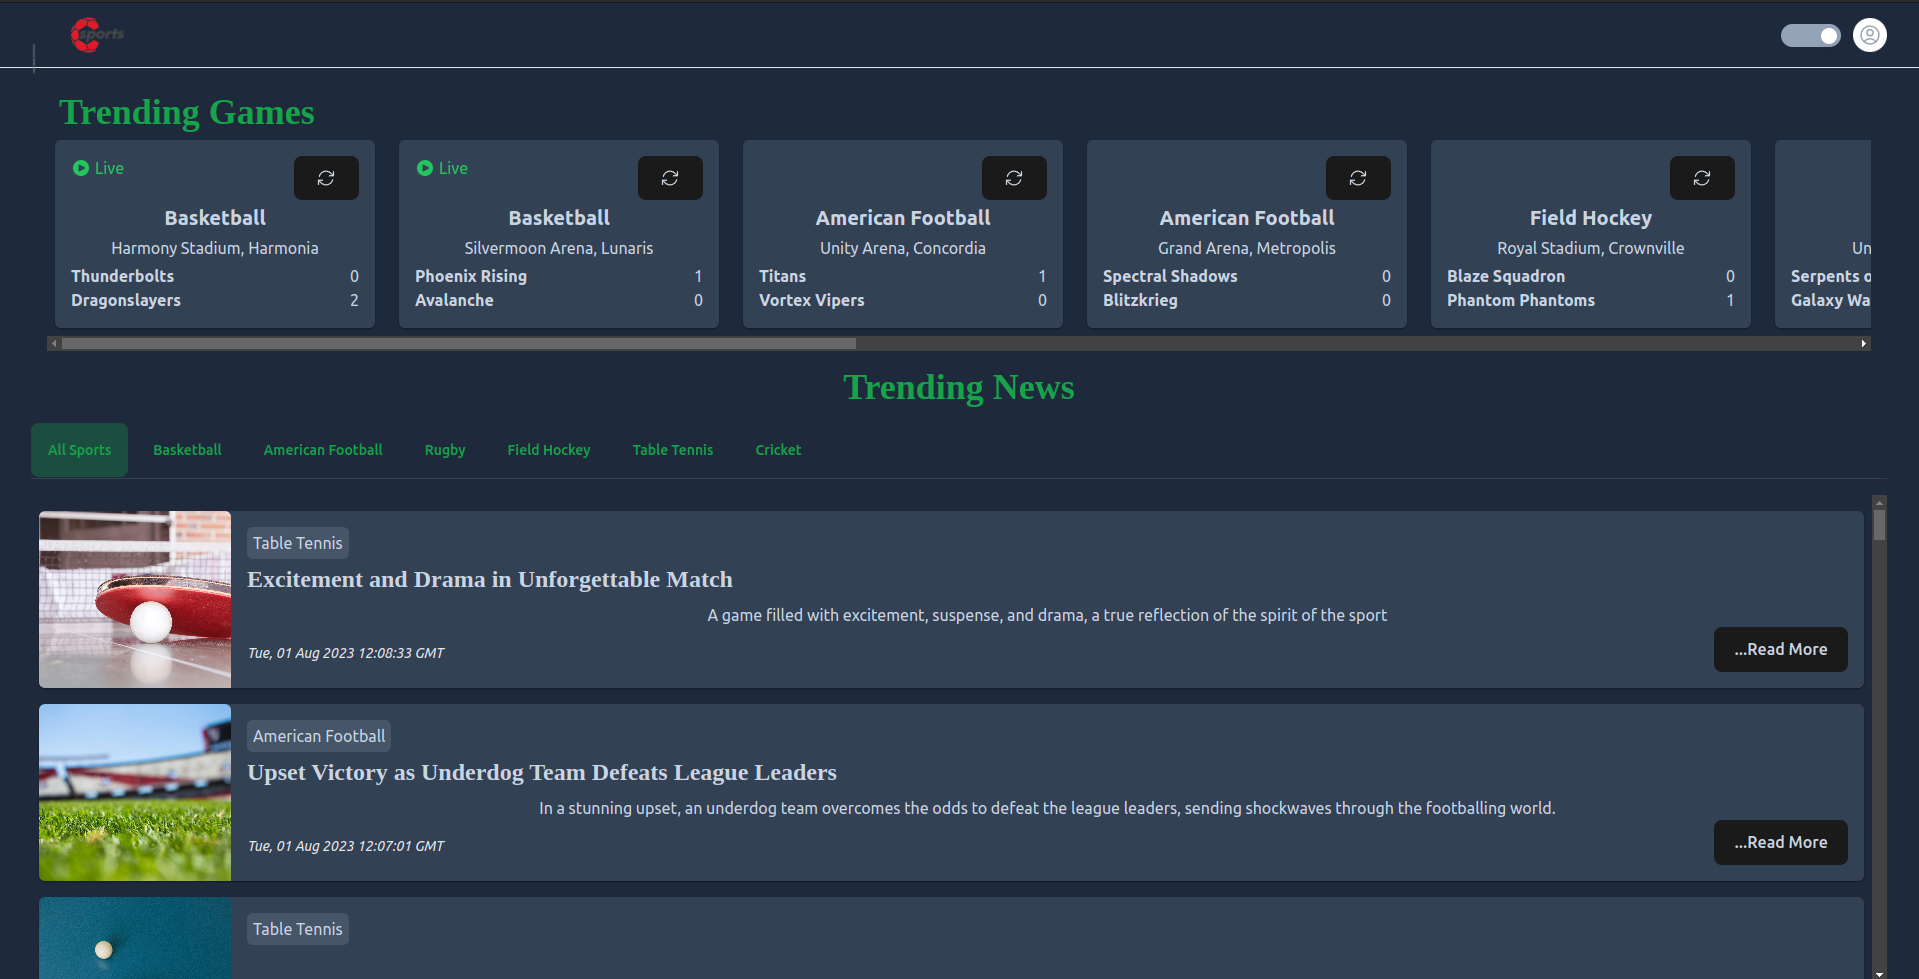 sports
Trending Games
Live
Basketball
Harmony Stadium, Harmonia
Thunderbolts 0
Dragonslayers 2
Live
Basketball
Silvermoon Arena, Lunaris
Phoenix Rising 1
Avalanche 0
American Football
Unity Arena, Concordia
Titans 1
Vortex Vipers 0
American Football
Grand Arena, Metropolis
Spectral Shadows 0
Blitzkrieg 0
Field Hockey
Royal Stadium, Crownville
Blaze Squadron 0
Phantom Phantoms 1
Un
Serpents o
Galaxy Wa
Trending News
All Sports Basketball American Football Rugby Field Hockey Table Tennis Cricket
Table Tennis
Excitement and Drama in Unforgettable Match
A game filled with excitement, suspense, and drama, a true reflection of the spirit of the sport
Tue, 01 Aug 2023 12:08:33 GMT
...Read More
American Football
Upset Victory as Underdog Team Defeats League Leaders
In a stunning upset, an underdog team overcomes the odds to defeat the league leaders, sending shockwaves through the footballing world.
Tue, 01 Aug 2023 12:07:01 GMT
...Read More
Table Tennis